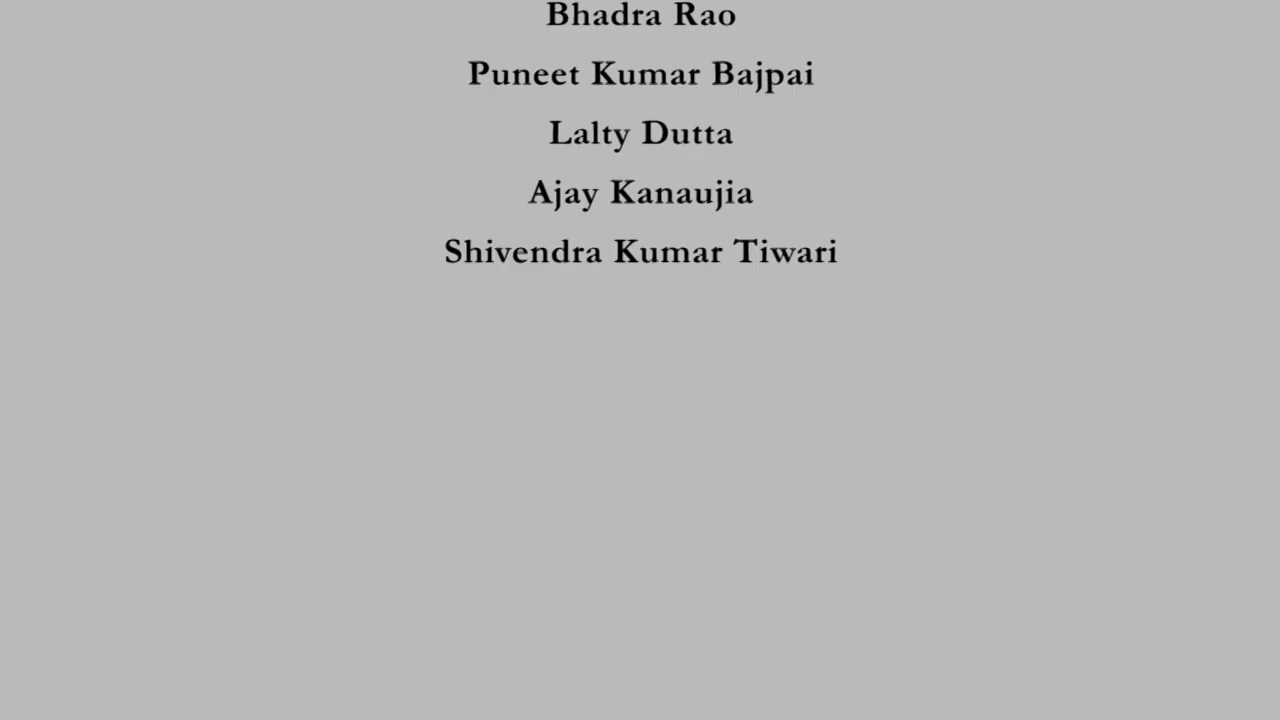 Bhadra Rao
Puneet Kumar Bajpai
Lalty Dutta
Ajay Kanaujia
Shivendra Kumar Tiwari